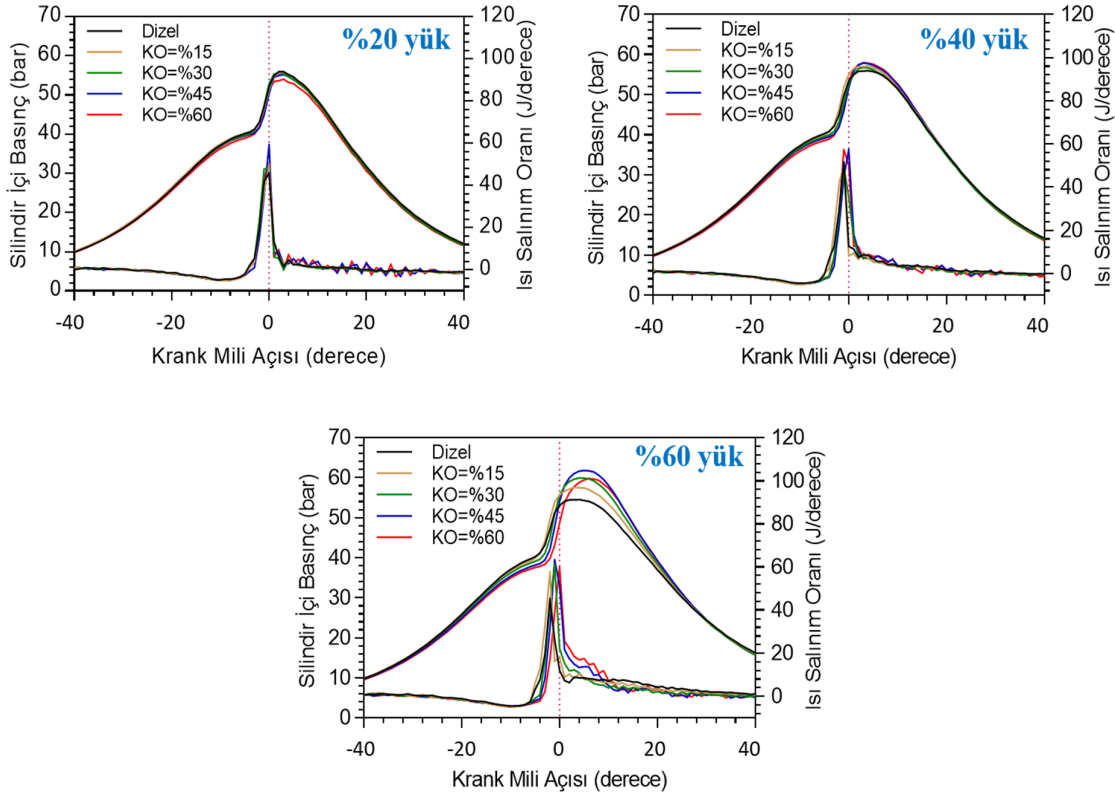 %20 yük
Dizel
KO=%15
KO=%30
KO=%45
KO=%60
Silindir İçi Basınç (bar)
70
60
50
40
30
20
10
0
Isı Salınım Oranı (J/derece)
120
100
80
60
40
20
0
-40
-20
0
20
40
Krank Mili Açısı (derece)
%40 yük
Dizel
KO=%15
KO=%30
KO=%45
KO=%60
Silindir İçi Basınç (bar)
70
60
50
40
30
20
10
0
Isı Salınım Oranı (J/derece)
120
100
80
60
40
20
0
-40
-20
0
20
40
Krank Mili Açısı (derece)
%60 yük
Dizel
KO=%15
KO=%30
KO=%45
KO=%60
Silindir İçi Basınç (bar)
70
60
50
40
30
20
10
0
Isı Salınım Oranı (J/derece)
120
100
80
60
40
20
0
-40
-20
0
20
40
Krank Mili Açısı (derece)